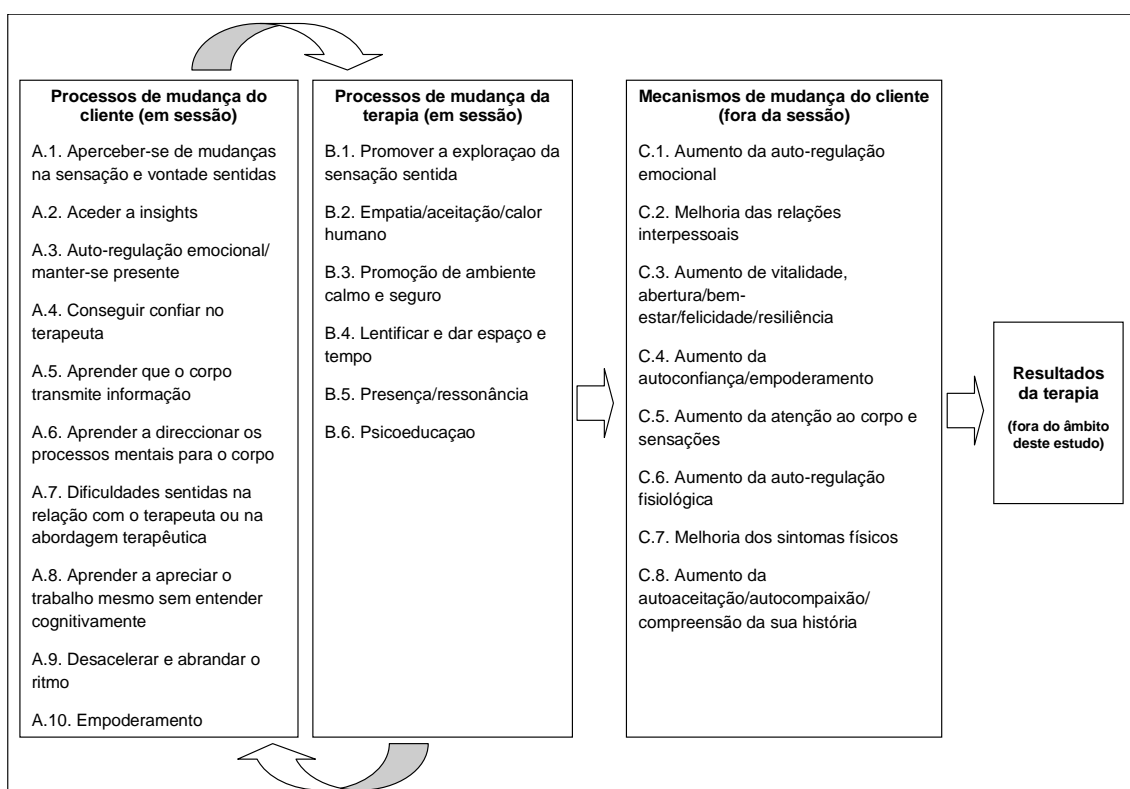 Processos de mudança do
cliente (em sessão)
A.1. Aperceber-se de mudanças
na sensação e vontade sentidas
A.2. Aceder a insights
A.3. Auto-regulação emocional/
manter-se presente
A.4. Conseguir confiar no
terapeuta
A.5. Aprender que o corpo
transmite informação
A.6. Aprender a direccionar os
processos mentais para o corpo
A.7. Dificuldades sentidas na
relação com o terapeuta ou na
abordagem terapêutica
A.8. Aprender a apreciar o
trabalho mesmo sem entender
cognitivamente
A.9. Desacelerar e abrandar o
ritmo
A.10. Empoderamento
Processos de mudança da
terapia (em sessão)
B.1. Promover a exploraçao da
sensação sentida
B.2. Empatia/aceitação/calor
humano
B.3. Promoção de ambiente
calmo e seguro
B.4. Lentificar e dar espaço e
tempo
B.5. Presença/ressonância
B.6. Psicoeducaçao
Mecanismos de mudança do cliente
(fora da sessão)
C.1. Aumento da auto-regulação
emocional
C.2. Melhoria das relações
interpessoais
C.3. Aumento de vitalidade,
abertura/bem-
estar/felicidade/resiliência
C.4. Aumento da
autoconfiança/empoderamento
C.5. Aumento da atenção ao corpo e
sensações
C.6. Aumento da auto-regulação
fisiológica
C.7. Melhoria dos sintomas físicos
C.8. Aumento da
autoaceitação/autocompaixão/
compreensão da sua história
Resultados
da terapia
(fora do âmbito
deste estudo)